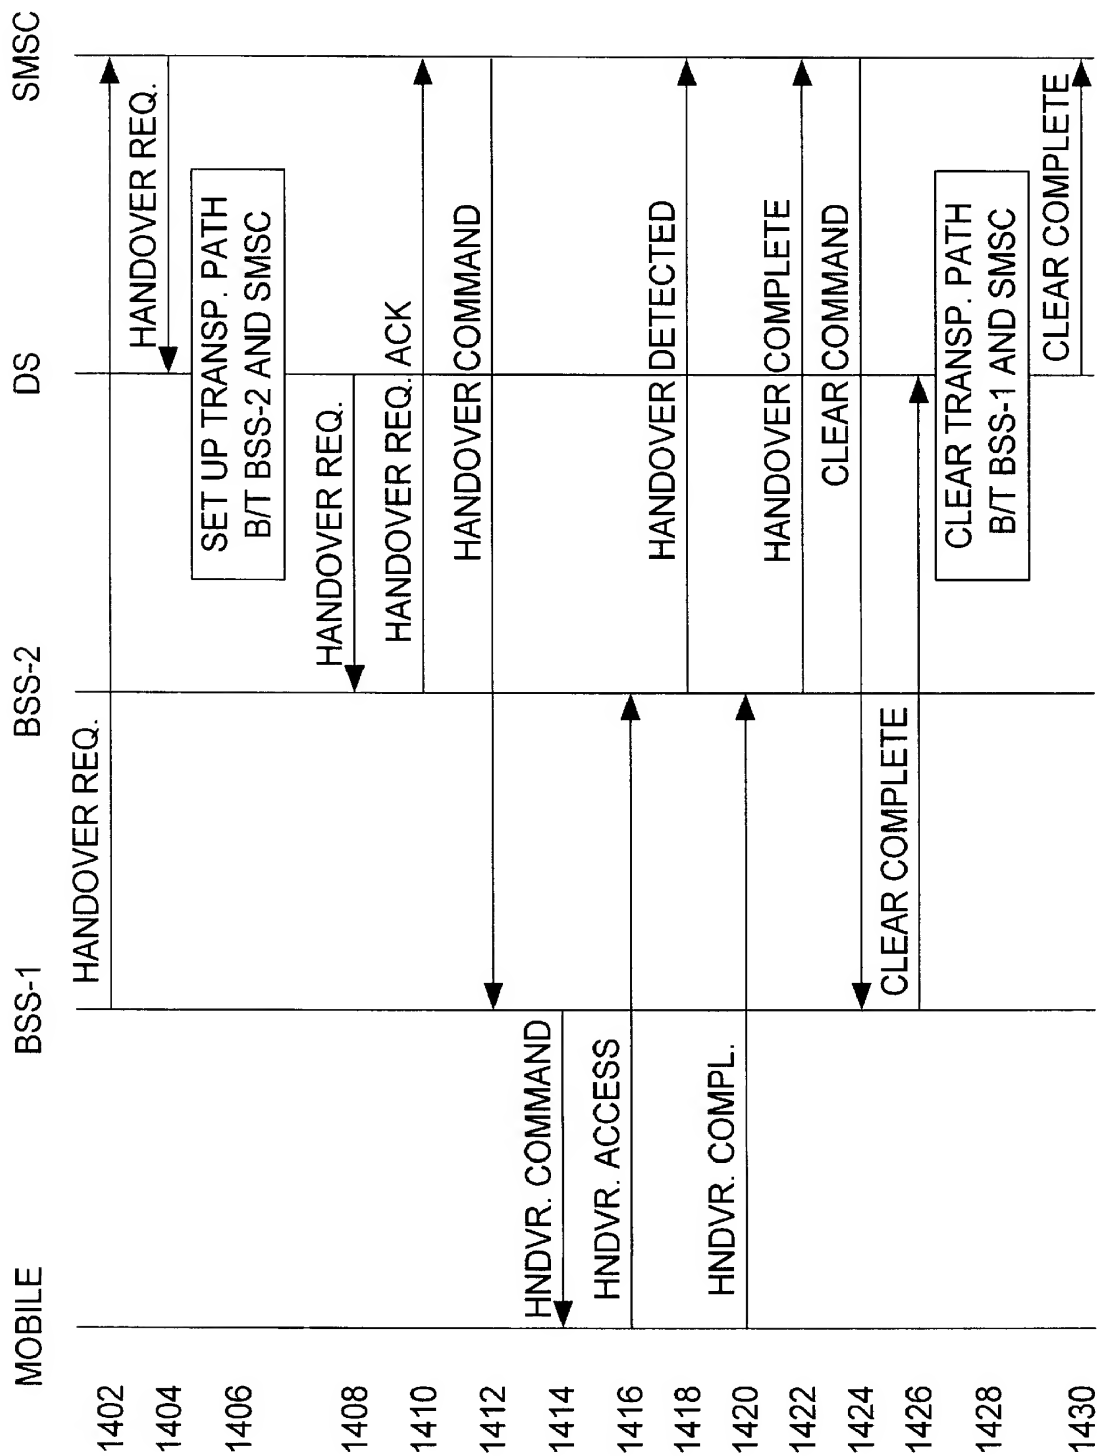 MOBILE
BSS-1
BSS-2
DS
SMSC
1402
HANDOVER REQ.
1404
HANDOVER REQ.
1406
SET UP TRANSP. PATH
B/T BSS-2 AND SMSC
1408
HANDOVER REQ.
1410
HANDOVER REQ. ACK
1412
HANDOVER COMMAND
1414
HNDVR. COMMAND
1416
HNDVR. ACCESS
1418
HANDOVER DETECTED
1420
HNDVR. COMPL.
1422
HANDOVER COMPLETE
1424
CLEAR COMMAND
1426
CLEAR COMPLETE
1428
CLEAR TRANSP. PATH
B/T BSS-1 AND SMSC
1430
CLEAR COMPLETE